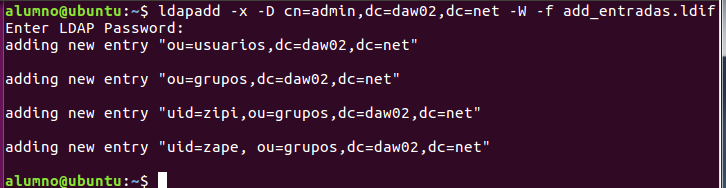 alumno@ubuntu:~$ ldapadd -x -D cn=admin,dc=daw02,dc=net -W -f add_entradas.ldif
Enter LDAP Password:
adding new entry "ou=usuarios,dc=daw02,dc=net"
adding new entry "ou=grupos,dc=daw02,dc=net"
adding new entry "uid=zipi,ou=grupos,dc=daw02,dc=net"
adding new entry "uid=zape, ou=grupos,dc=daw02,dc=net"
alumno@ubuntu:~$